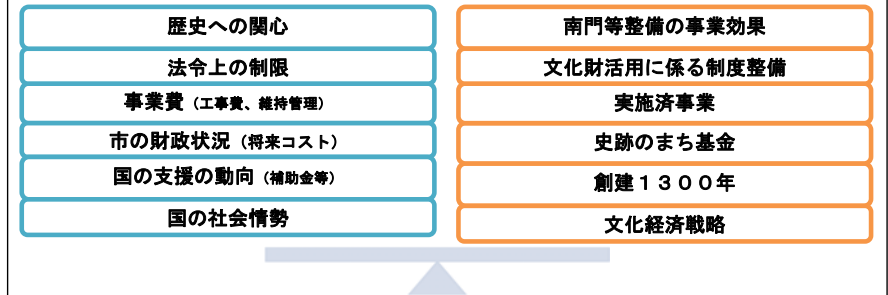 歴史への関心
法令上の制限
事業費（工事費、維持管理）
市の財政状況（将来コスト）
国の支援の動向（補助金等）
国の社会情勢
南門等整備の事業効果
文化財活用に係る制度整備
実施済事業
史跡のまち基金
創建１３００年
文化経済戦略